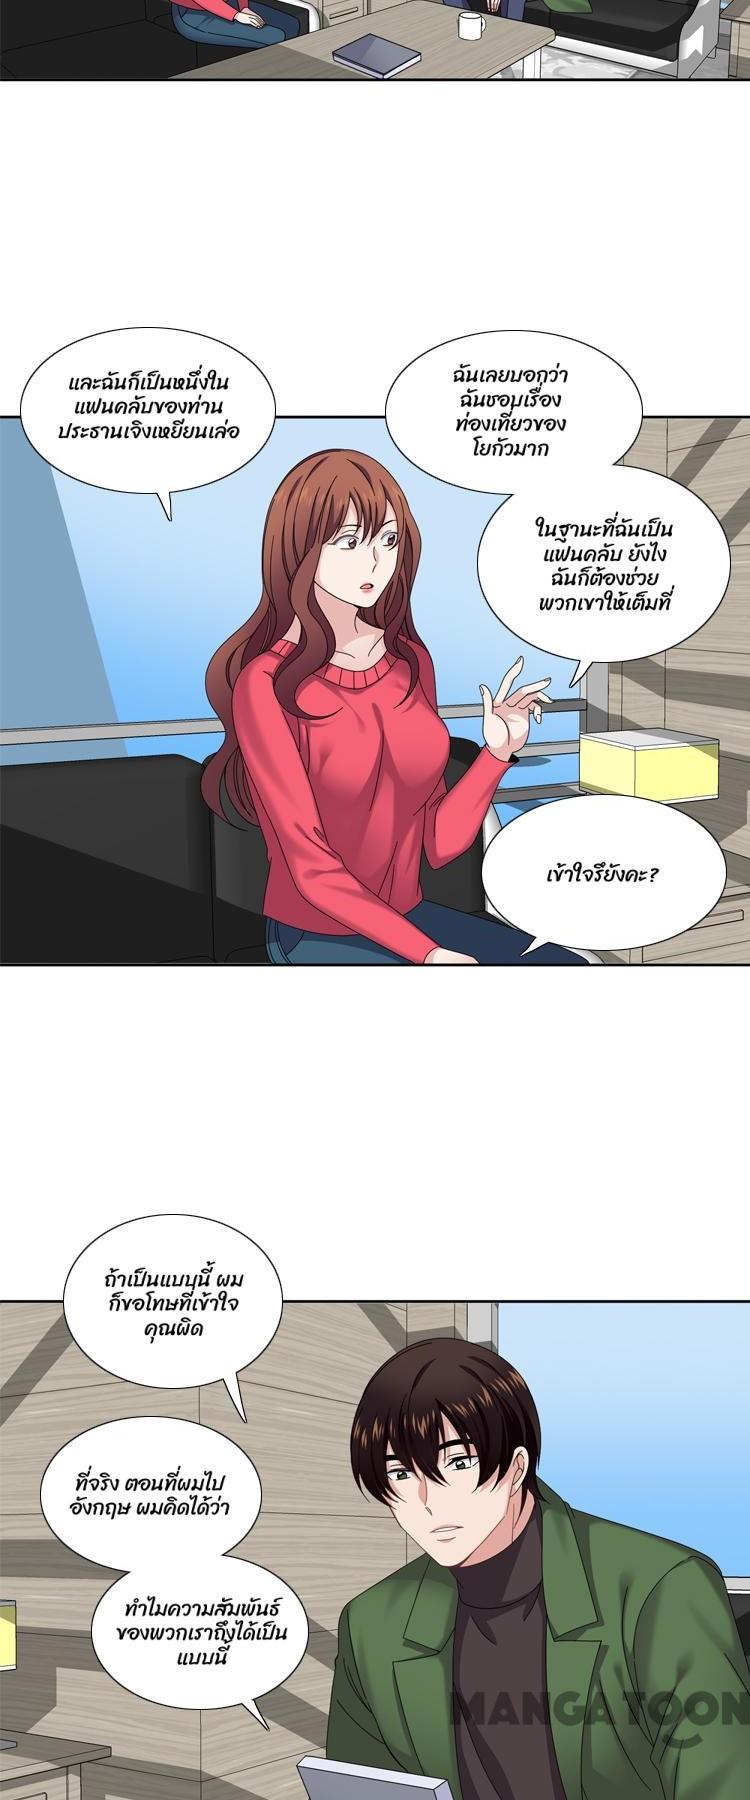 และฉันก็เป็นหนึ่งใน
แฟนคลับของท่าน
ประธานเจิงเหยียนเล่อ
ฉันเลยบอกว่า
ฉันชอบเรื่อง
ท่องเที่ยวของ
โยกัวมาก
ในฐานะที่ฉันเป็น
แฟนคลับ ยังไง
ฉันก็ต้องช่วย
พวกเขาให้เต็มที่
เข้าใจรึยังคะ?
ถ้าเป็นแบบนี้ ผม
ก็ขอโทษที่เข้าใจ
คุณผิด
ที่จริง ตอนที่ผมไป
อังกฤษ ผมคิดได้ว่า
ทำไมความสัมพันธ์
ของพวกเราถึงได้เป็น
แบบนี้
MANGATOON